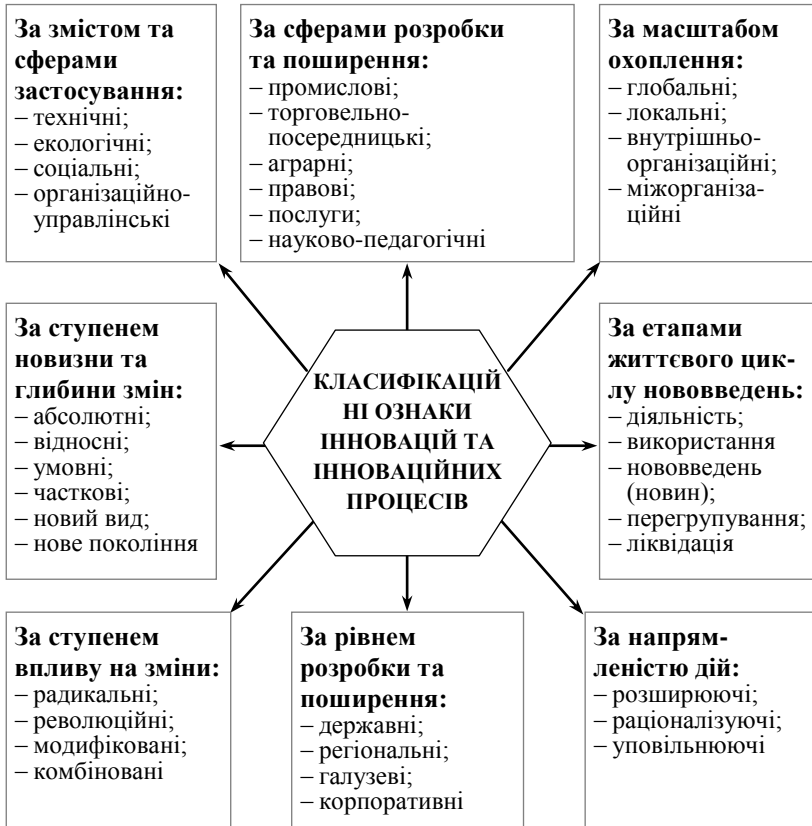 За змістом та
сферами
застосування:
– технічні;
– екологічні;
– соціальні;
– організаційно-
управлінські
За сферами розробки
та поширення:
– промислові;
– торговельно-
посередницькі;
– аграрні;
– правові;
– послуги;
– науково-педагогічні
За масштабом
охоплення:
– глобальні;
– локальні;
– внутрішньо-
організаційні;
– міжорганіза-
ційні
За ступенем
новизни та
глибини змін:
– абсолютні;
– відносні;
– умовні;
– часткові;
– новий вид;
– нове покоління
КЛАСИФІКАЦІЙ
НІ ОЗНАКИ
ІННОВАЦІЙ ТА
ІННОВАЦІЙНИХ
ПРОЦЕСІВ
За етапами
життєвого цик-
лу нововведень:
– діяльність;
– використання
– нововведень
(новин);
– перегрупування;
– ліквідація
За ступенем
впливу на зміни:
– радикальні;
– революційні;
– модифіковані;
– комбіновані
За рівнем
розробки та
поширення:
– державні;
– регіональні;
– галузеві;
– корпоративні
За напрям-
леністю дій:
– розширюючі;
– раціоналізуючі;
– уповільнюючі